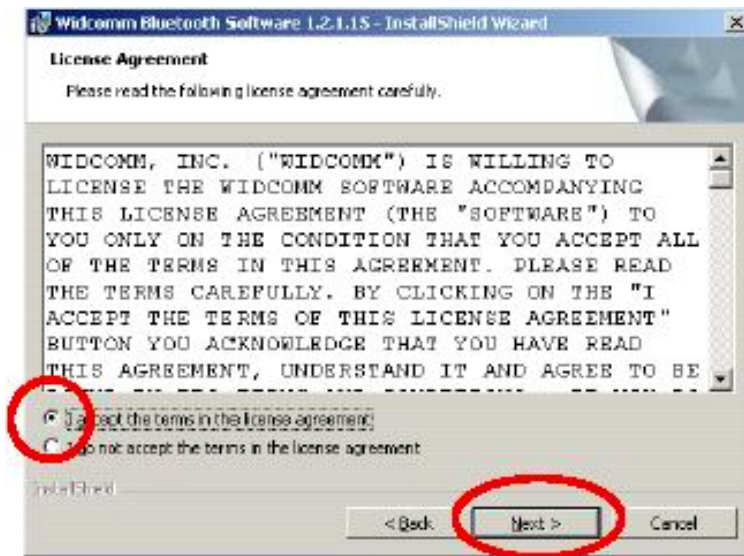 Widcomm Bluetooth Software 1.2.1.15 - InstallShield Wizard
License Agreement
Please read the following license agreement carefully.
WIDCOMM, INC. ("WIDCOMM") IS WILLING TO
LICENSE THE WIDCOMM SOFTWARE ACCOMPANYING
THIS LICENSE AGREEMENT (THE "SOFTWARE") TO
YOU ONLY ON THE CONDITION THAT YOU ACCEPT ALL
OF THE TERMS IN THIS AGREEMENT. PLEASE READ
THE TERMS CAREFULLY. BY CLICKING ON THE "I
ACCEPT THE TERMS OF THIS LICENSE AGREEMENT"
BUTTON YOU ACKNOWLEDGE THAT YOU HAVE READ
THIS AGREEMENT, UNDERSTAND IT AND AGREE TO BE
I accept the terms in the license agreement
I do not accept the terms in the license agreement
InstallShield
< Back
Next >
Cancel